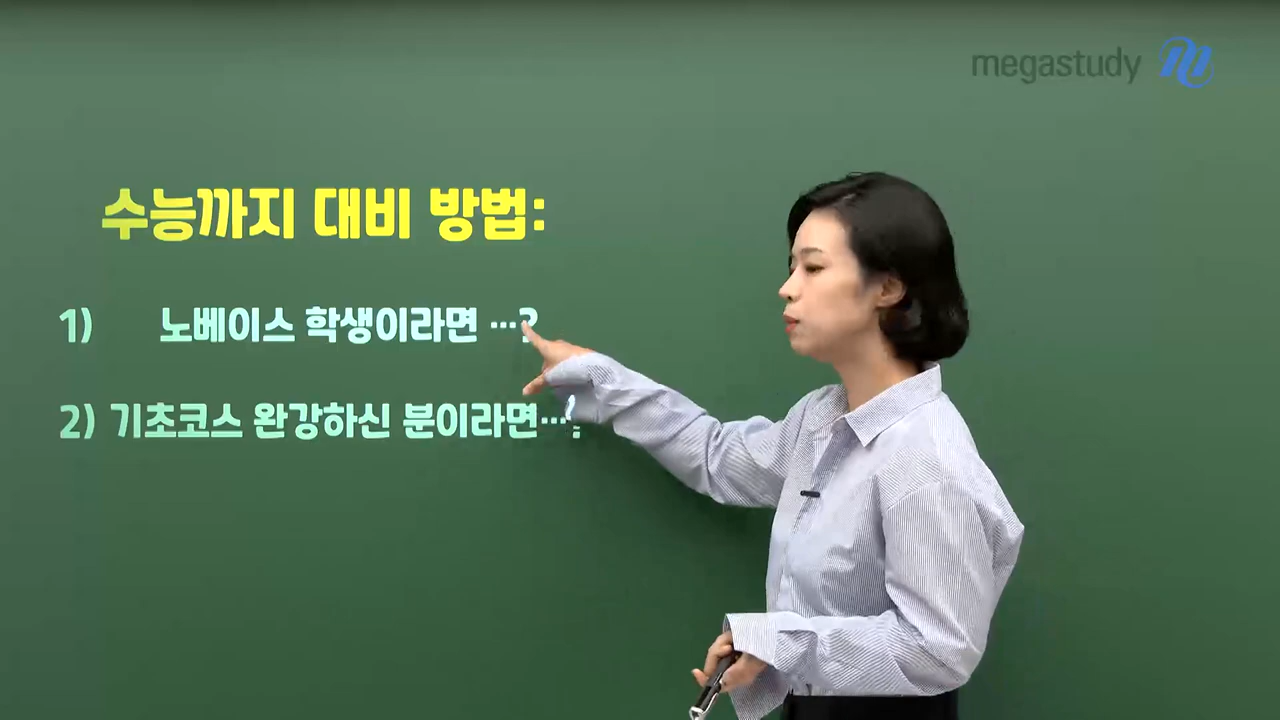 megastudy
수능까지 대비 방법:
1) 노베이스 학생이라면 …?
2) 기초코스 완강하신 분이라면…?